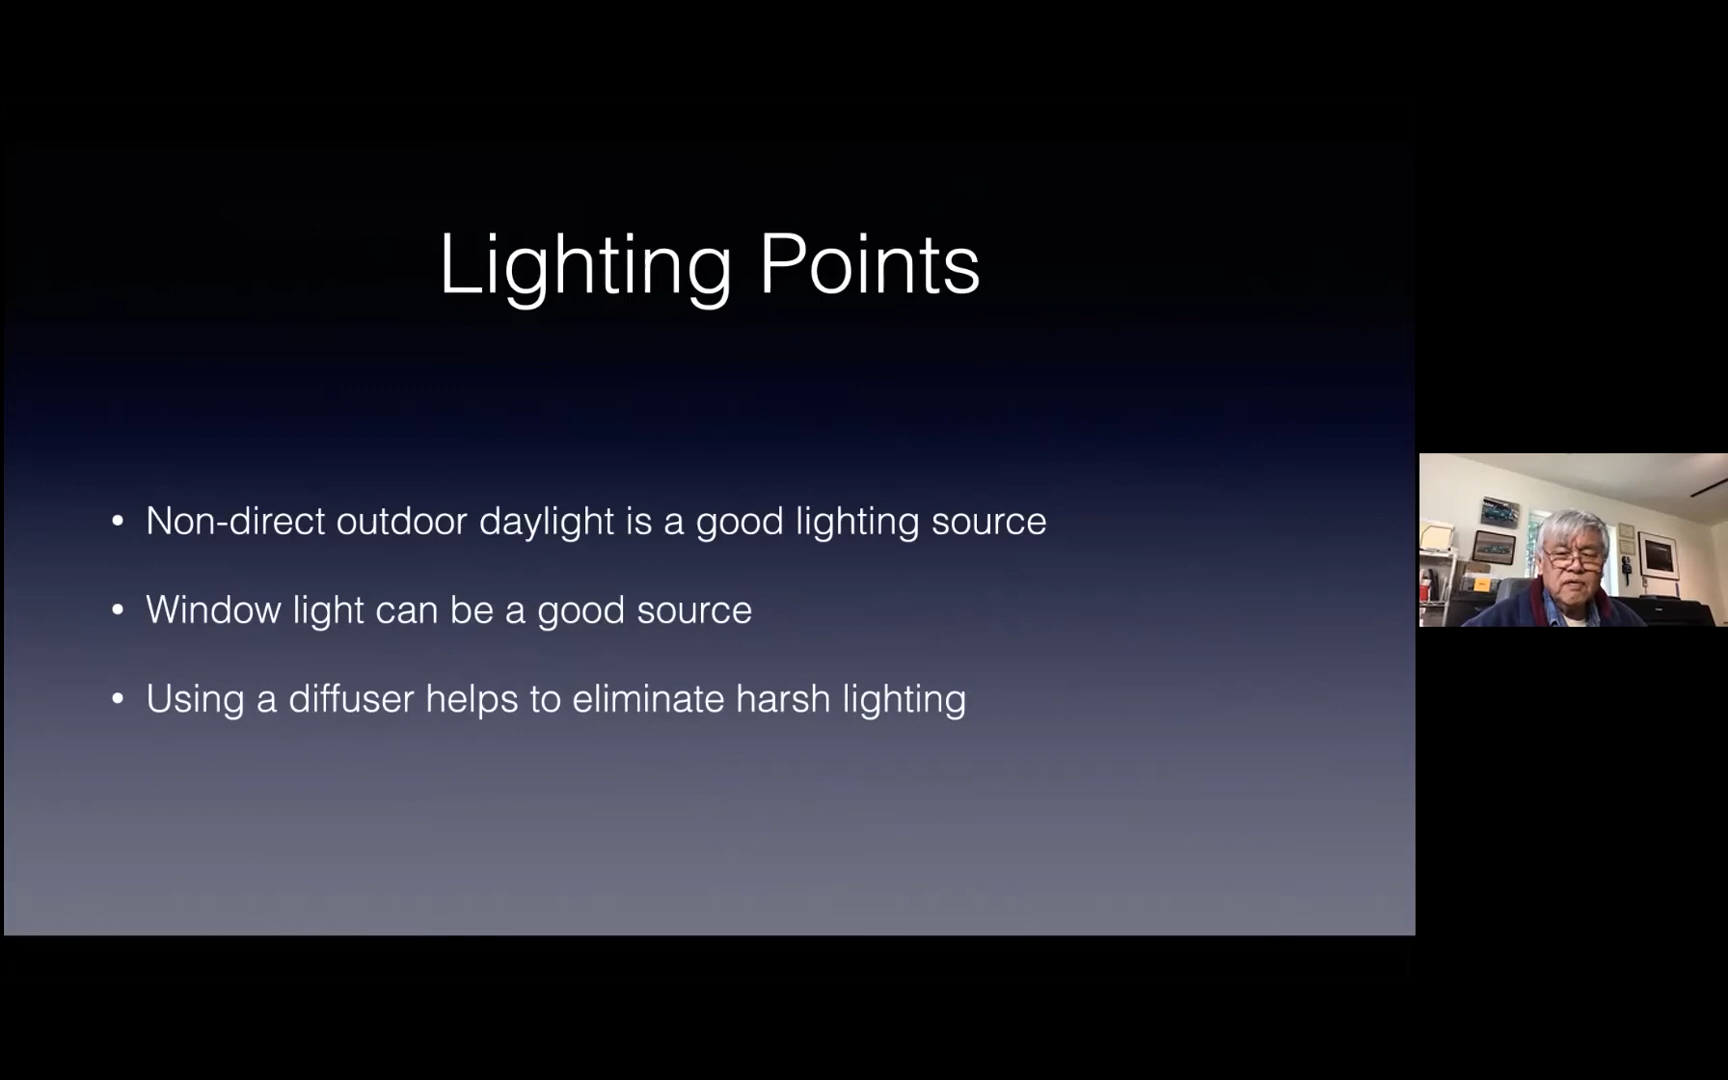 Lighting Points
• Non-direct outdoor daylight is a good lighting source
• Window light can be a good source
• Using a diffuser helps to eliminate harsh lighting